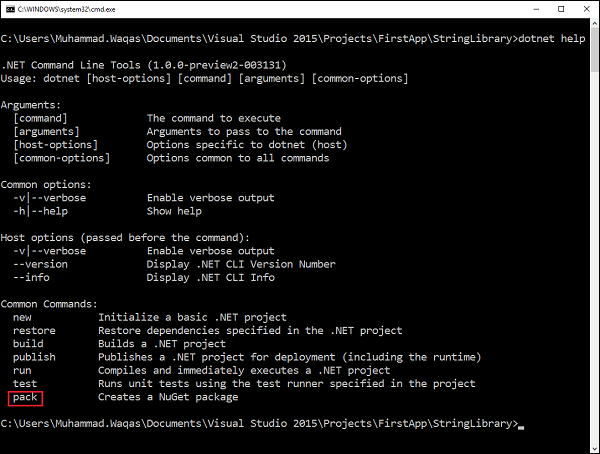 C:\WINDOWS\system32\cmd.exe
C:\Users\Muhammad.Waqas\Documents\Visual Studio 2015\Projects\FirstApp\StringLibrary>dotnet help
.NET Command Line Tools (1.0.0-preview2-003131)
Usage: dotnet [host-options] [command] [arguments] [common-options]
Arguments:
[command] The command to execute
[arguments] Arguments to pass to the command
[host-options] Options specific to dotnet (host)
[common-options] Options common to all commands
Common options:
-v|--verbose Enable verbose output
-h|--help Show help
Host options (passed before the command):
-v|--verbose Enable verbose output
--version Display .NET CLI Version Number
--info Display .NET CLI Info
Common Commands:
new Initialize a basic .NET project
restore Restore dependencies specified in the .NET project
build Builds a .NET project
publish Publishes a .NET project for deployment (including the runtime)
run Compiles and immediately executes a .NET project
test Runs unit tests using the test runner specified in the project
pack Creates a NuGet package
C:\Users\Muhammad.Waqas\Documents\Visual Studio 2015\Projects\FirstApp\StringLibrary>_